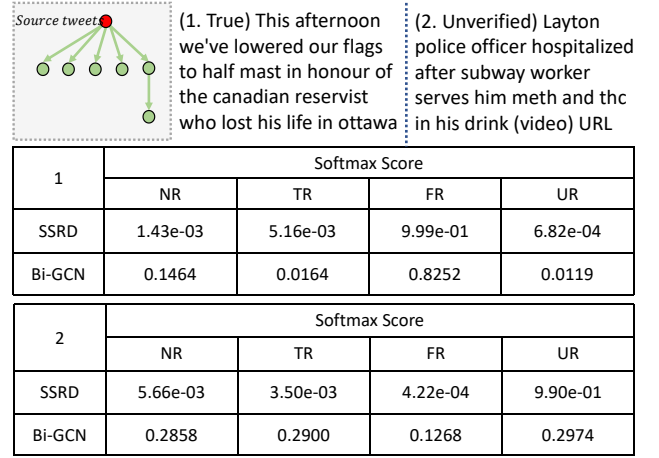 Source tweets
(1. True) This afternoon
we've lowered our flags
to half mast in honour of
the canadian reservist
who lost his life in ottawa
(2. Unverified) Layton
police officer hospitalized
after subway worker
serves him meth and thc
in his drink (video) URL
1 Softmax Score
NR TR FR UR
SSRD 1.43e-03 5.16e-03 9.99e-01 6.82e-04
Bi-GCN 0.1464 0.0164 0.8252 0.0119
2 Softmax Score
NR TR FR UR
SSRD 5.66e-03 3.50e-03 4.22e-04 9.90e-01
Bi-GCN 0.2858 0.2900 0.1268 0.2974